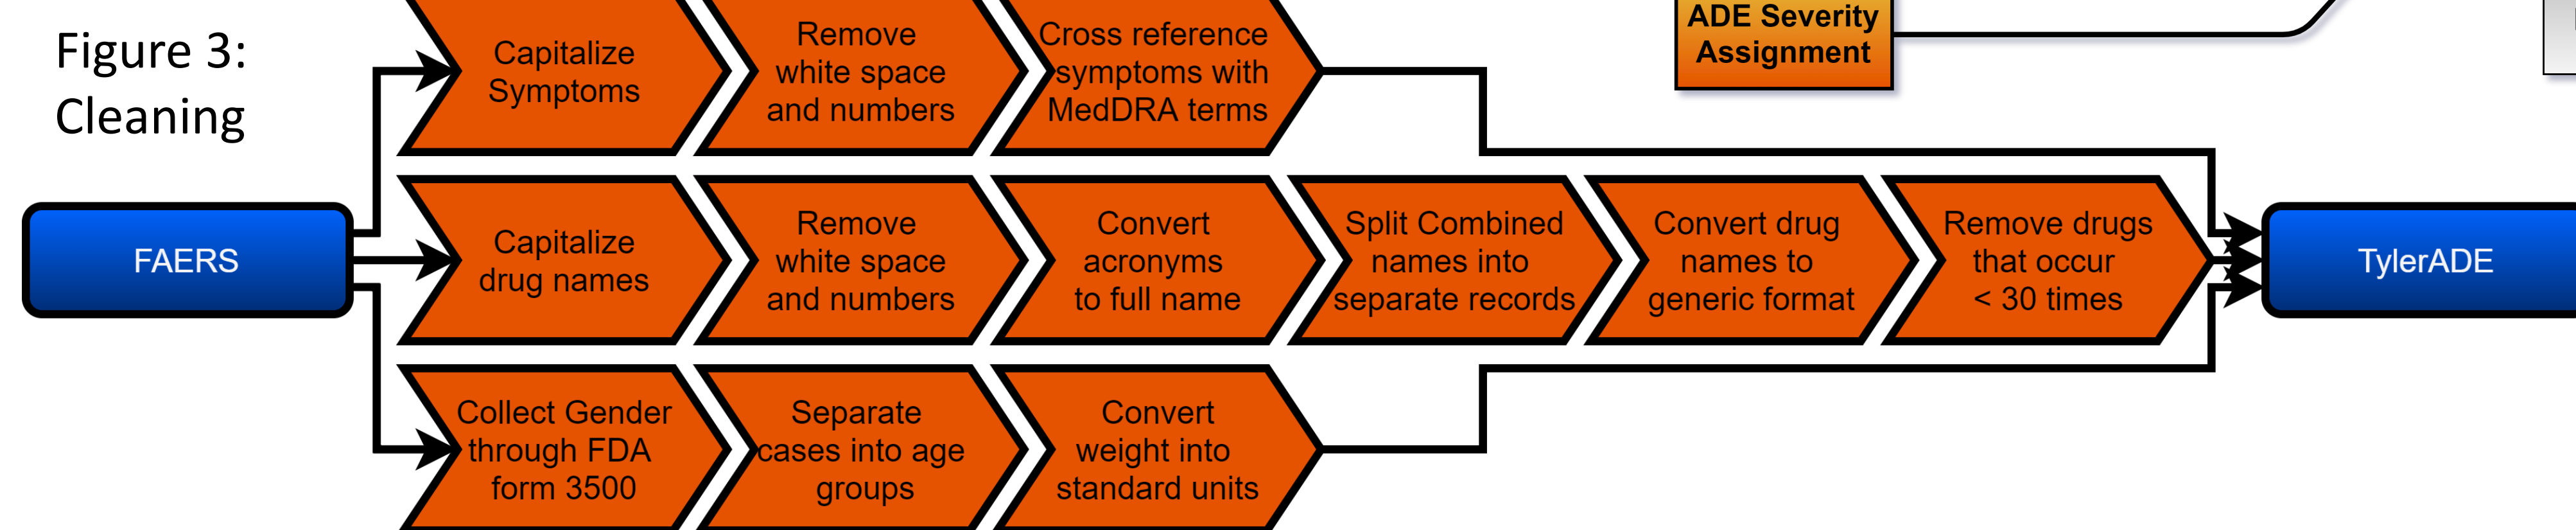 Figure 3:
Cleaning
Capitalize
Symptoms
Remove
white space
and numbers
Cross reference
symptoms with
MedDRA terms
ADE Severity
Assignment
FAERS
Capitalize
drug names
Remove
white space
and numbers
Convert
acronyms
to full name
Split Combined
names into
separate records
Convert drug
names to
generic format
Remove drugs
that occur
< 30 times
TylerADE
Collect Gender
through FDA
form 3500
Separate
cases into age
groups
Convert
weight into
standard units